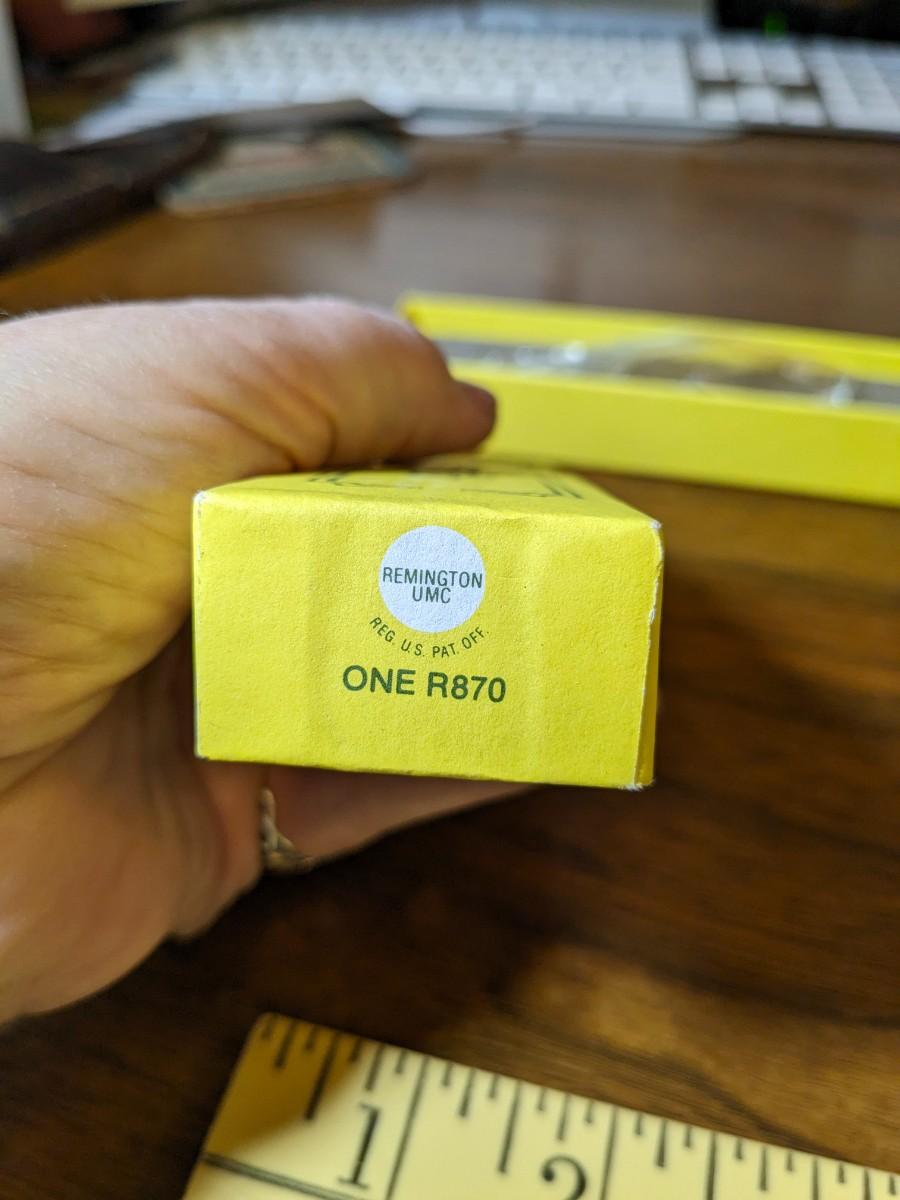 REMINGTON
UMC
REG. U.S. PAT. OFF.
ONE R870
1
2